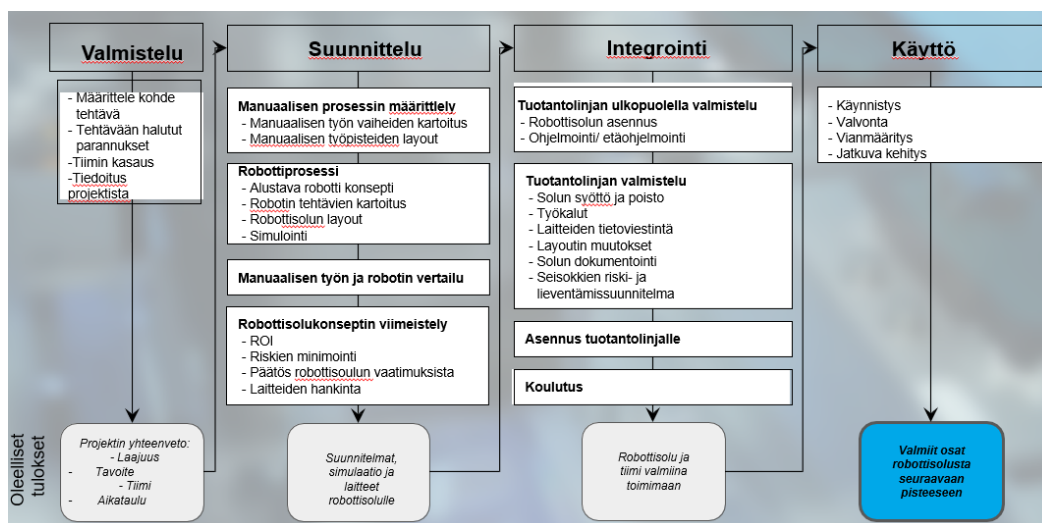 Valmistelu
- Määrittele kohde
tehtävä
- Tehtävään halutut
parannukset
-Tiimin kasaus
-Tiedoitus
projektista
Projektin yhteenveto:
- Laajuus
- Tavoite
- Tiimi
- Aikataulu
Suunnittelu
Manuaalisen prosessin määrittlely
- Manuaalisen työn vaiheiden kartoitus
- Manuaalisen työpisteiden layout
Robottiprosessi
- Alustava robotti konsepti
- Robotin tehtävien kartoitus
- Robottisolun layout
- Simulointi
Manuaalisen työn ja robotin vertailu
Robottisolukonseptin viimeistely
- ROI
- Riskien minimointi
- Päätös robottisoulun vaatimuksista
- Laitteiden hankinta
Suunnitelmat,
simulaatio ja
laitteet
robottisolulle
Integrointi
Tuotantolinjan ulkopuolella valmistelu
- Robottisolun asennus
- Ohjelmointi/ etäohjelmointi
Tuotantolinjan valmistelu
- Solun syöttö ja poisto
- Työkalut
- Laitteiden tietoviestintä
- Layoutin muutokset
- Solun dokumentointi
- Seisokkien riski- ja
lieventämissuunnitelma
Asennus tuotantolinjalle
Koulutus
Robottisolu ja
tiimi valmiina
toimimaan
Käyttö
- Käynnistys
- Valvonta
- Vianmääritys
- Jatkuva kehitys
Valmiit osat
robottisolusta
seuraavaan
pisteeseen
Oleelliset
tulokset